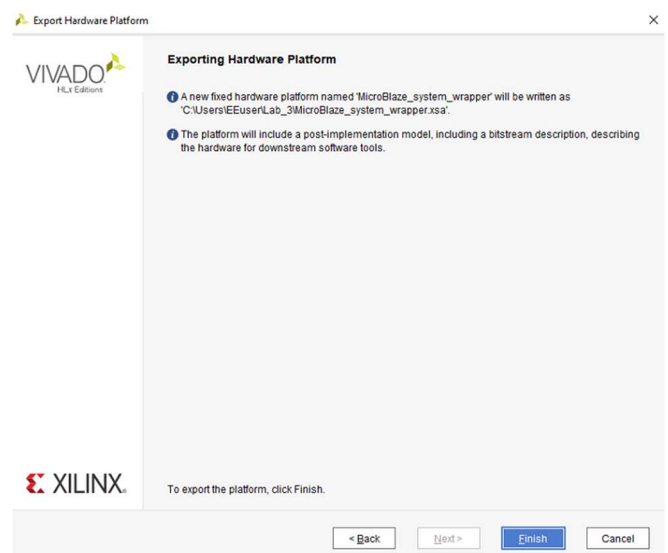 Export Hardware Platform
VIVADO
HLx Editions
Exporting Hardware Platform
A new fixed hardware platform named 'MicroBlaze_system_wrapper' will be written as
'C:\Users\EEuser\Lab_3\MicroBlaze_system_wrapper.xsa'.
The platform will include a post-implementation model, including a bitstream description, describing
the hardware for downstream software tools.
XILINX.
To export the platform, click Finish.
< Back
Next >
Finish
Cancel